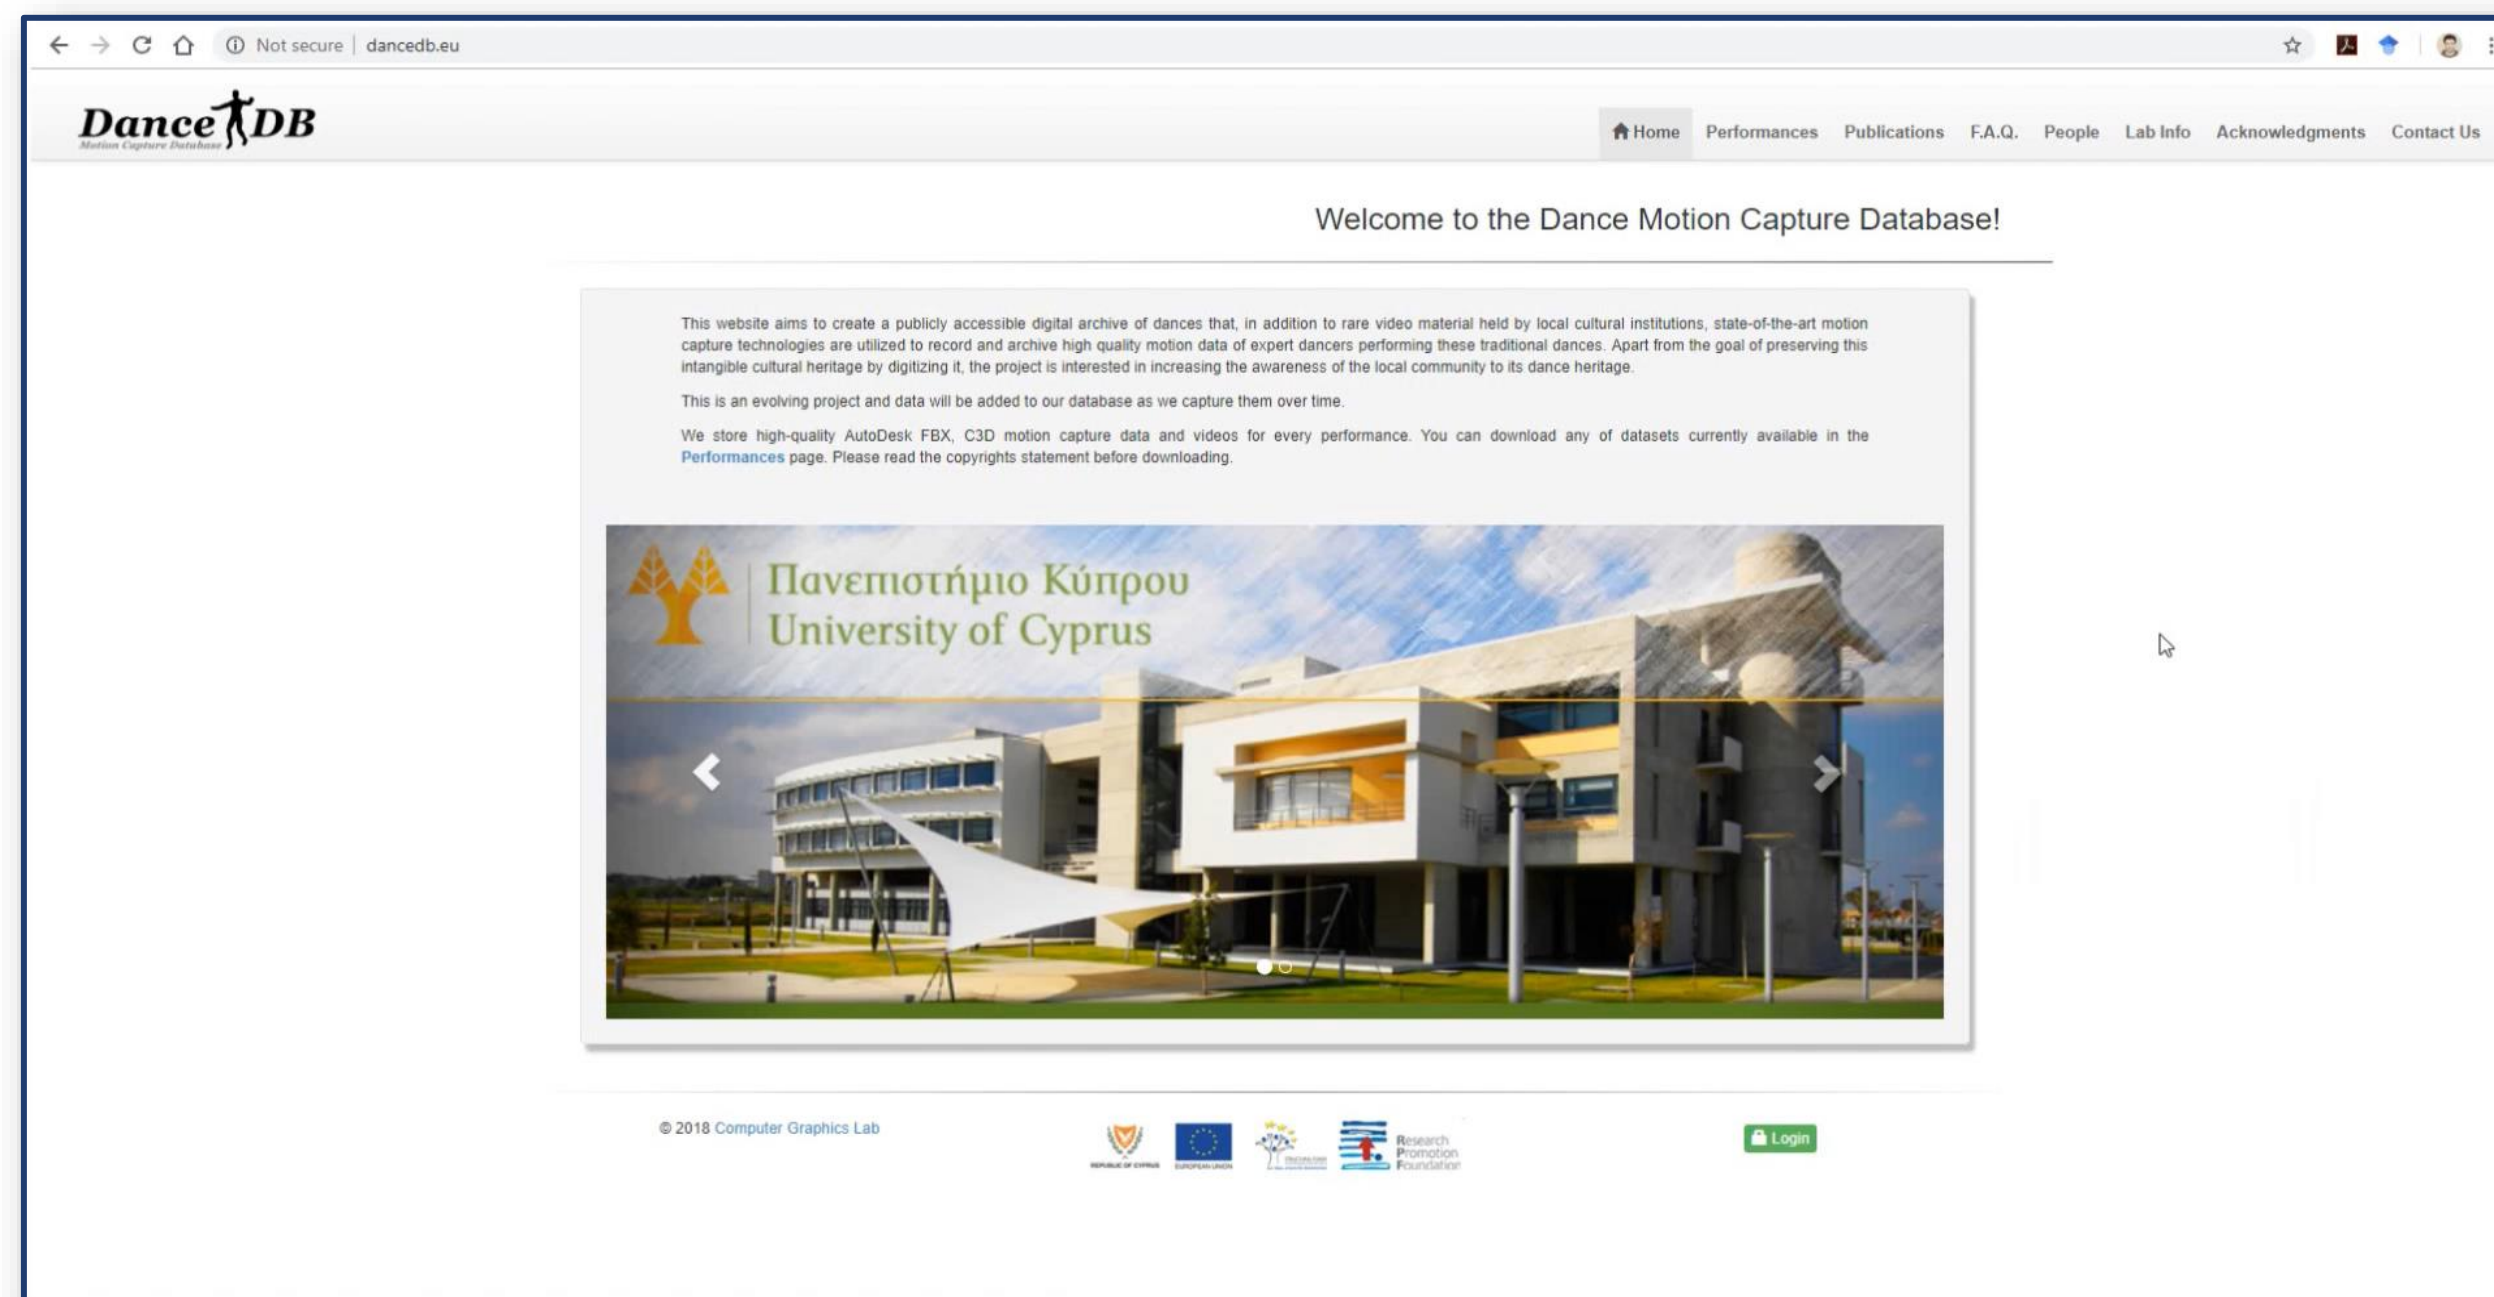 Not secure | dancedb.eu
Dance DB
Motion Capture Database
Home Performances Publications F.A.Q. People Lab Info Acknowledgments Contact Us
Welcome to the Dance Motion Capture Database!
This website aims to create a publicly accessible digital archive of dances that, in addition to rare video material held by local cultural institutions, state-of-the-art motion
capture technologies are utilized to record and archive high quality motion data of expert dancers performing these traditional dances. Apart from the goal of preserving this
intangible cultural heritage by digitizing it, the project is interested in increasing the awareness of the local community to its dance heritage.
This is an evolving project and data will be added to our database as we capture them over time.
We store high-quality AutoDesk FBX, C3D motion capture data and videos for every performance. You can download any of datasets currently available in the
Performances page. Please read the copyrights statement before downloading.
Πανεπιστήμιο Κύπρου
University of Cyprus
© 2018 Computer Graphics Lab
REPUBLIC OF CYPRUS
EUROPEAN UNION
Research
Promotion
Foundation
Login